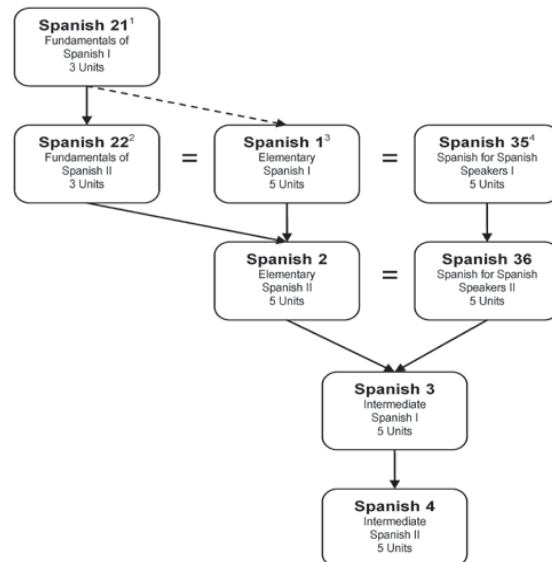 Spanish 21¹
Fundamentals of
Spanish I
3 Units
Spanish 22²
Fundamentals of
Spanish II
3 Units
=
Spanish 1³
Elementary
Spanish I
5 Units
=
Spanish 35⁴
Spanish for Spanish
Speakers I
5 Units
Spanish 2
Elementary
Spanish II
5 Units
=
Spanish 36
Spanish for Spanish
Speakers II
5 Units
Spanish 3
Intermediate
Spanish I
5 Units
Spanish 4
Intermediate
Spanish II
5 Units